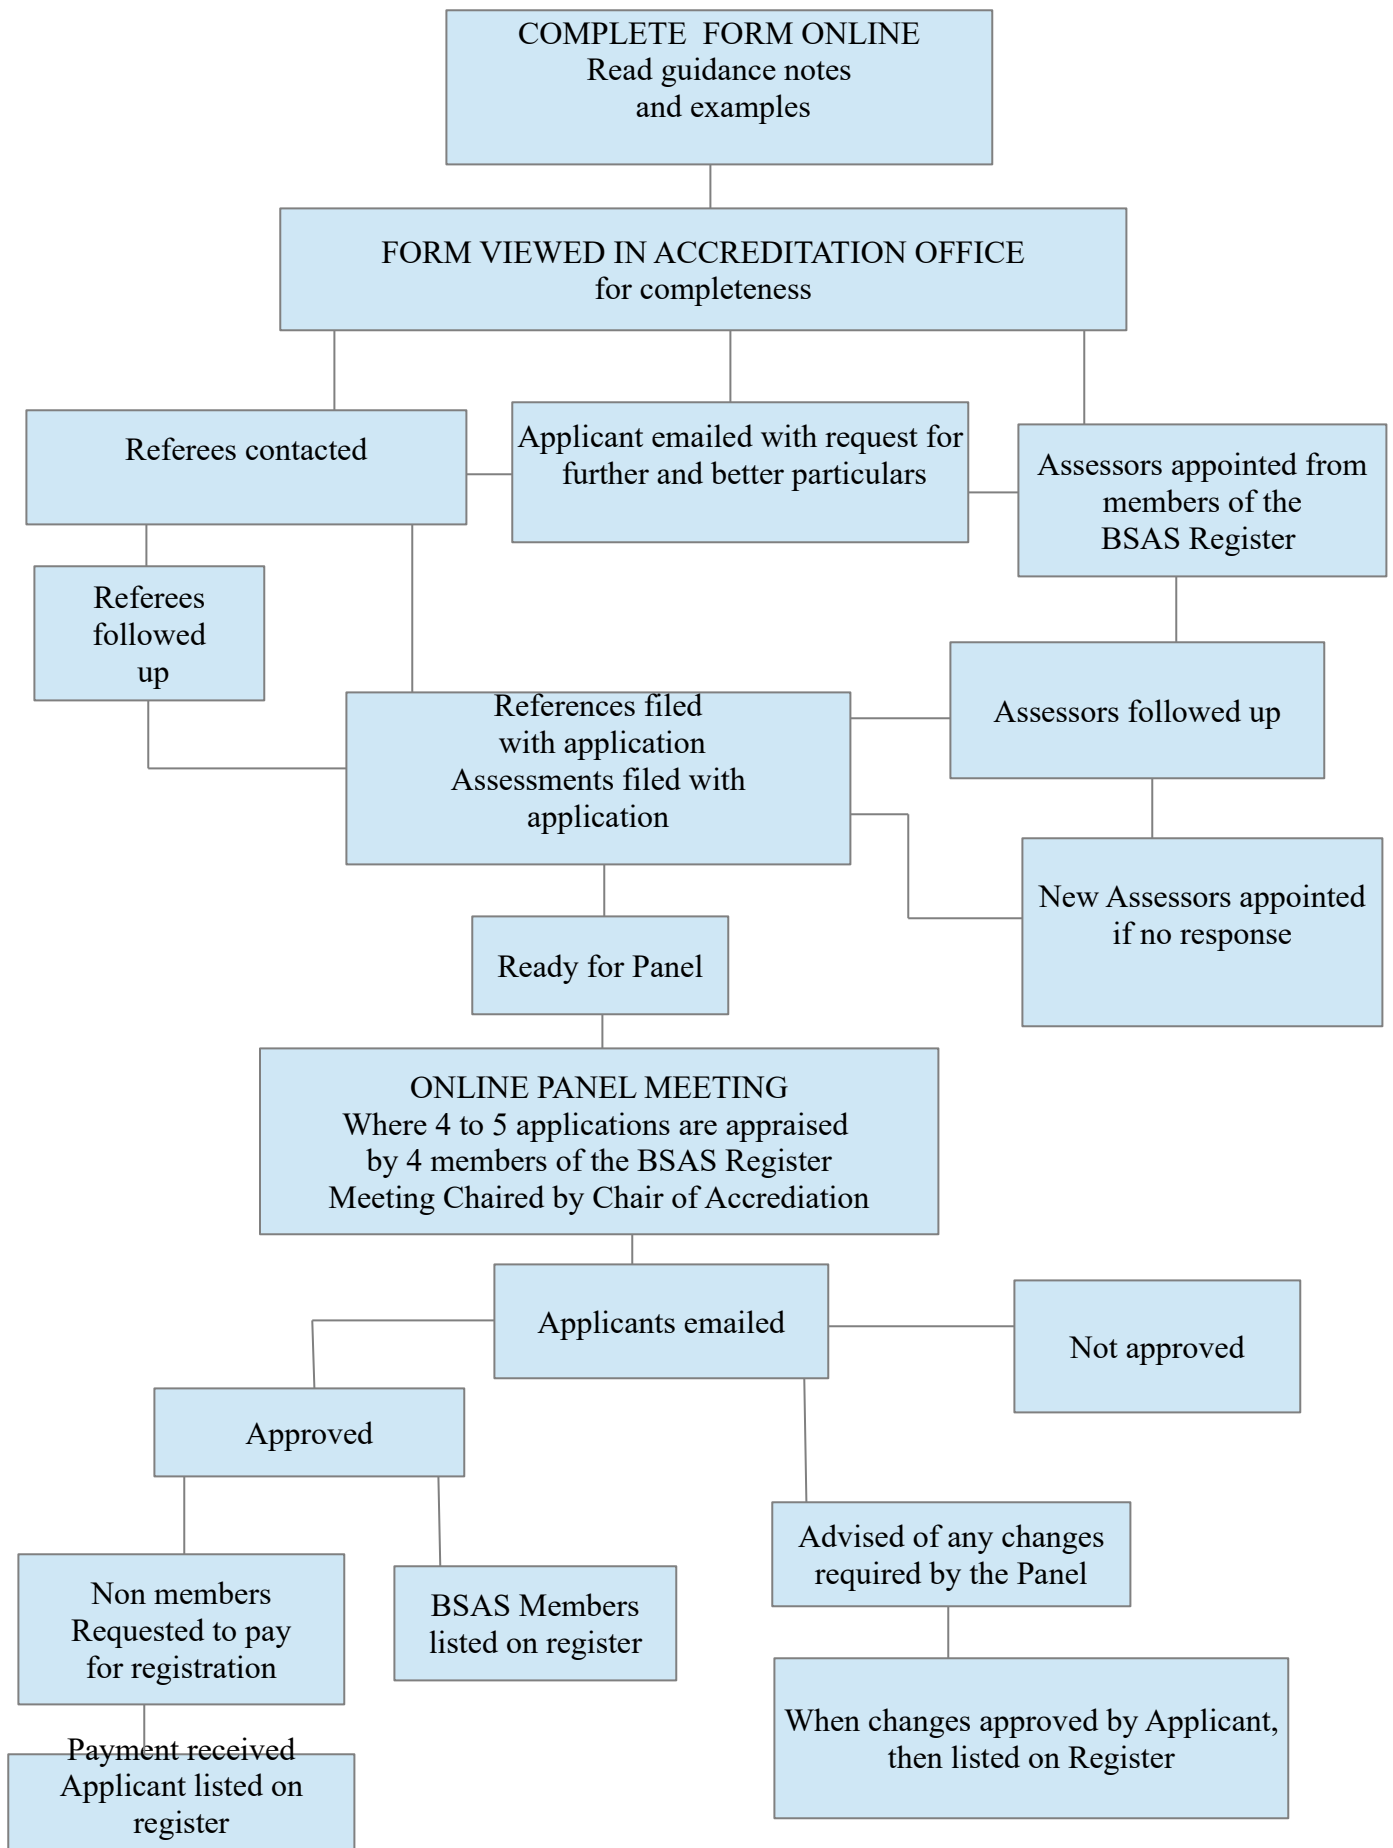 COMPLETE FORM ONLINE
Read guidance notes
and examples
FORM VIEWED IN ACCREDITATION OFFICE
for completeness
Referees contacted
Applicant emailed with request for
further and better particulars
Assessors appointed from
members of the
BSAS Register
Referees
followed
up
References filed
with application
Assessments filed with
application
Assessors followed up
New Assessors appointed
if no response
Ready for Panel
ONLINE PANEL MEETING
Where 4 to 5 applications are appraised
by 4 members of the BSAS Register
Meeting Chaired by Chair of Accrediation
Applicants emailed
Not approved
Approved
Advised of any changes
required by the Panel
Non members
Requested to pay
for registration
BSAS Members
listed on register
When changes approved by Applicant,
then listed on Register
Payment received
Applicant listed on
register